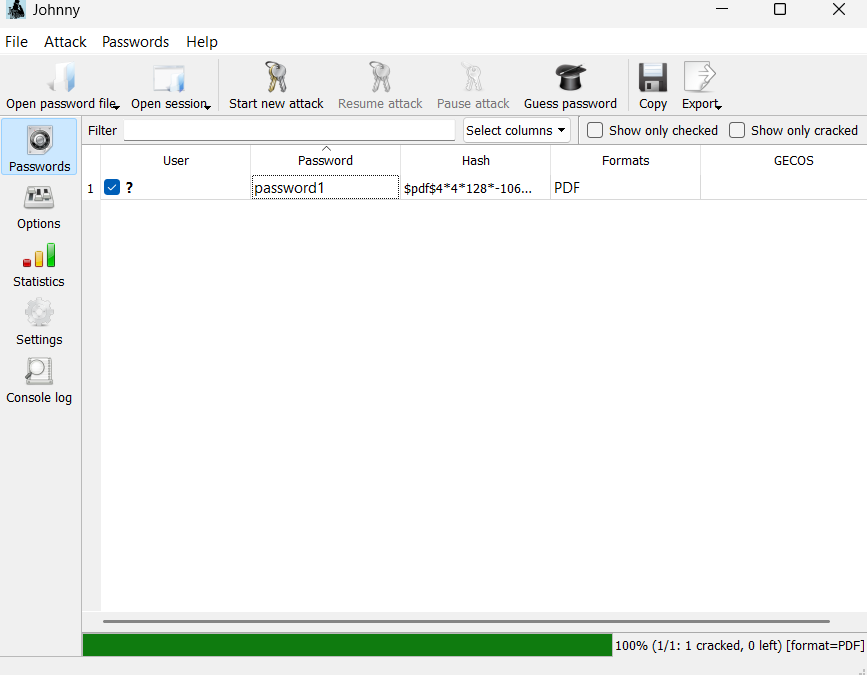 Johnny
File Attack Passwords Help
Open password file Open session Start new attack Resume attack Pause attack Guess password Copy Export
Filter Select columns Show only checked Show only cracked
Passwords
User Password Hash Formats GECOS
1 ? password1 $pdf$4*4*128*-106... PDF
Options
Statistics
Settings
Console log
100% (1/1: 1 cracked, 0 left) [format=PDF]